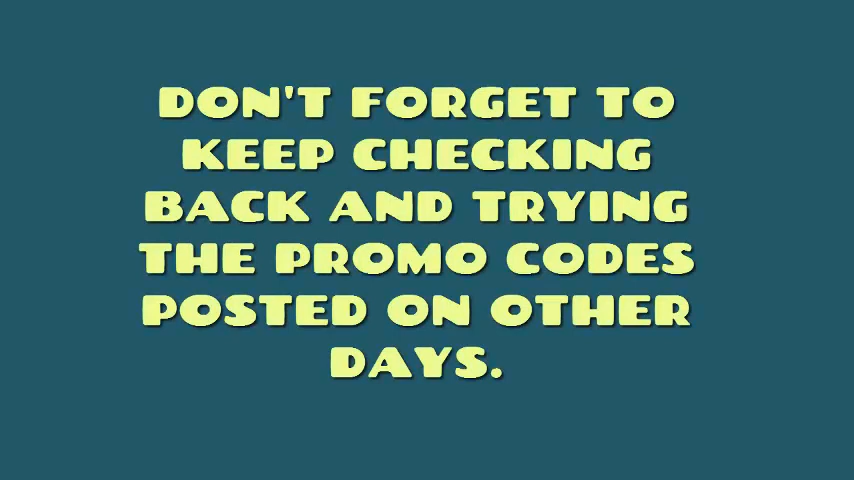 DON'T FORGET TO
KEEP CHECKING
BACK AND TRYING
THE PROMO CODES
POSTED ON OTHER
DAYS.